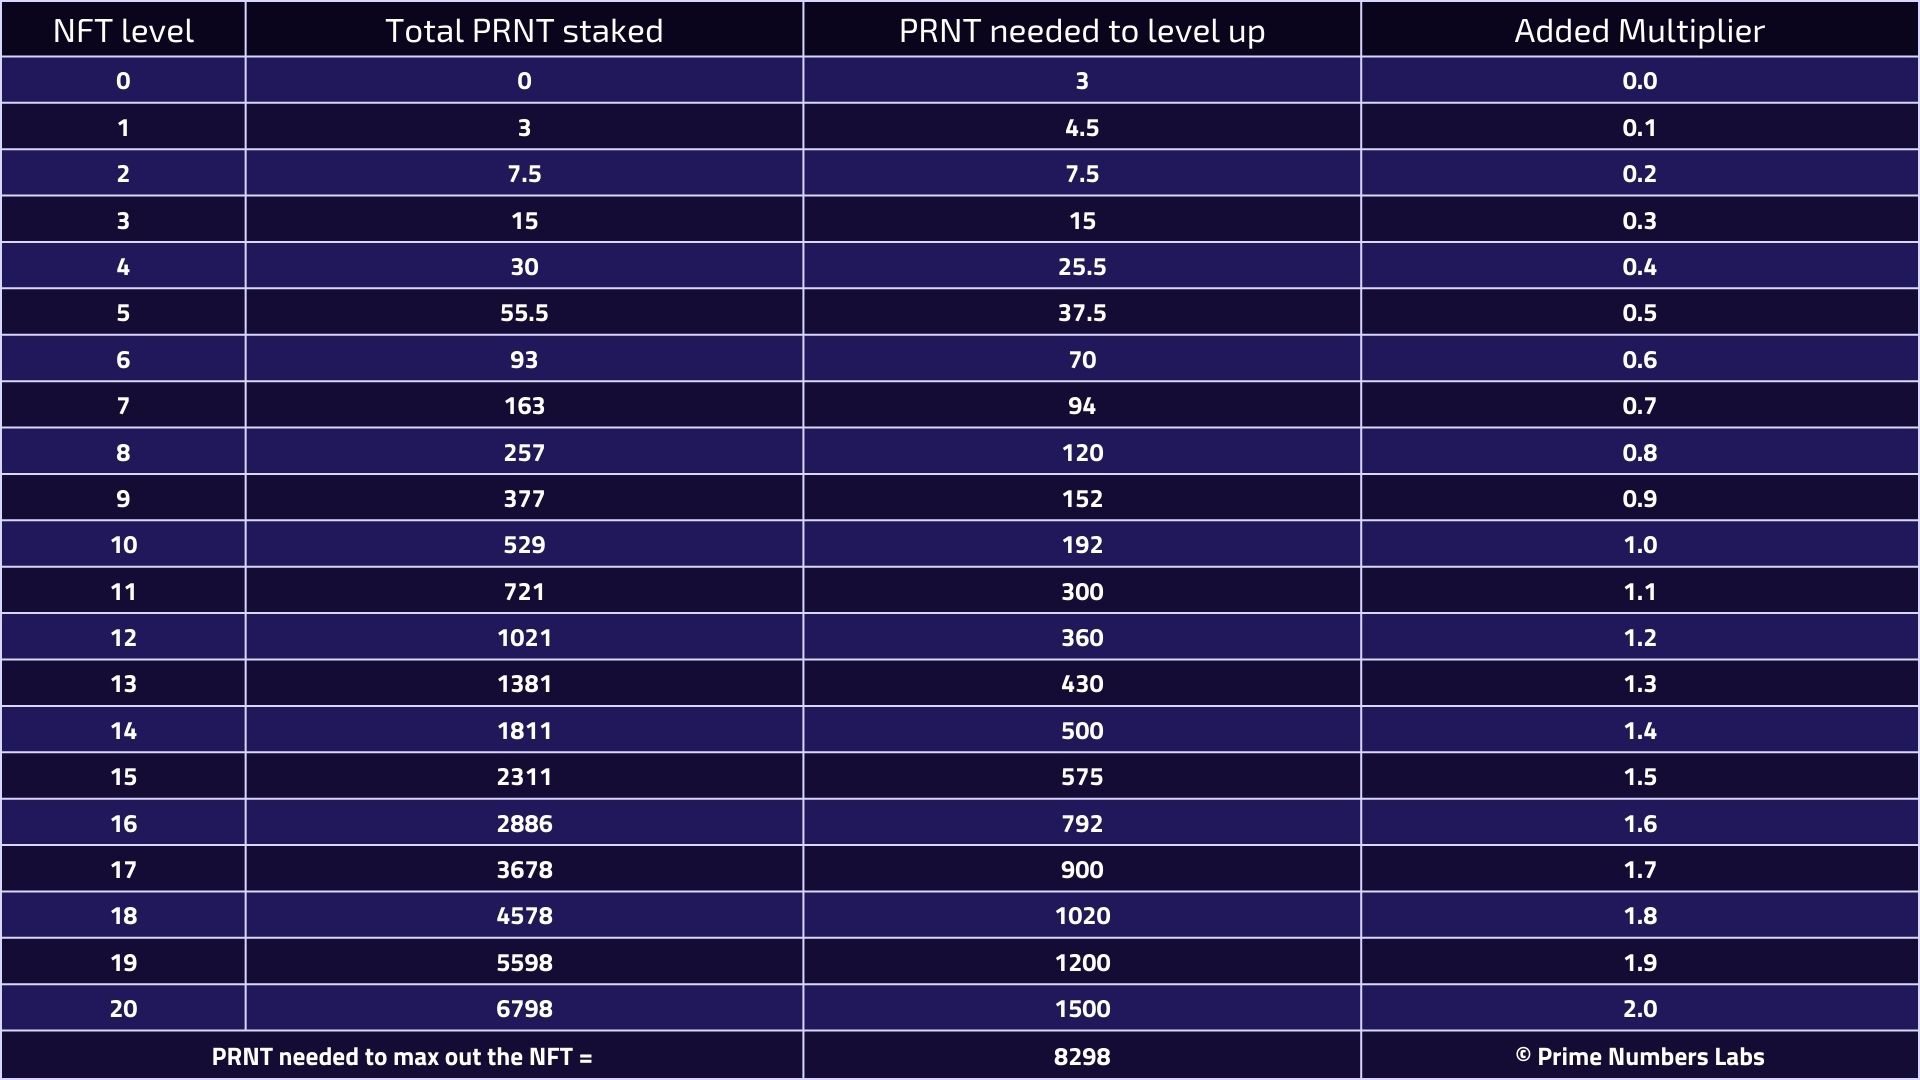 NFT level Total PRNT staked PRNT needed to level up Added Multiplier
0 0 3 0.0
1 3 4.5 0.1
2 7.5 7.5 0.2
3 15 15 0.3
4 30 25.5 0.4
5 55.5 37.5 0.5
6 93 70 0.6
7 163 94 0.7
8 257 120 0.8
9 377 152 0.9
10 529 192 1.0
11 721 300 1.1
12 1021 360 1.2
13 1381 430 1.3
14 1811 500 1.4
15 2311 575 1.5
16 2886 792 1.6
17 3678 900 1.7
18 4578 1020 1.8
19 5598 1200 1.9
20 6798 1500 2.0
PRNT needed to max out the NFT = 8298 © Prime Numbers Labs